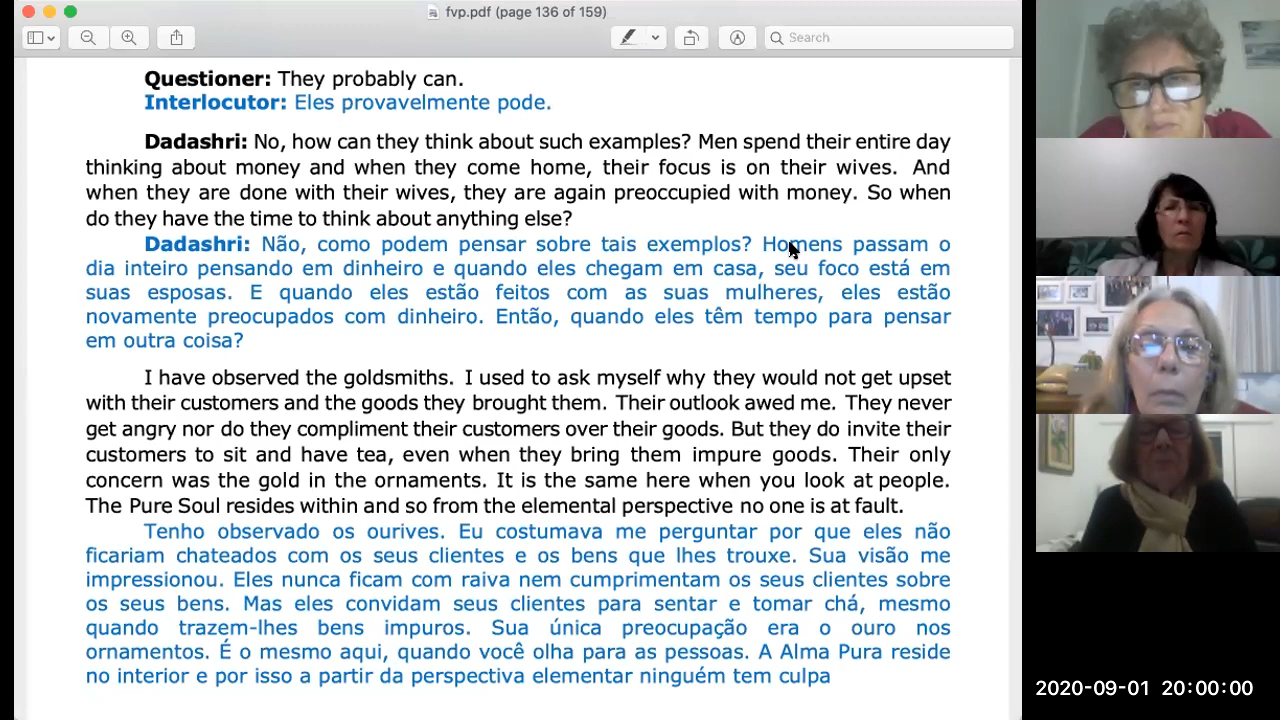 fvp.pdf (page 136 of 159)
Search
Questioner: They probably can.
Interlocutor: Eles provavelmente pode.
Dadashri: No, how can they think about such examples? Men spend their entire day
thinking about money and when they come home, their focus is on their wives. And
when they are done with their wives, they are again preoccupied with money. So when
do they have the time to think about anything else?
Dadashri: Não, como podem pensar sobre tais exemplos? Homens passam o
dia inteiro pensando em dinheiro e quando eles chegam em casa, seu foco está em
suas esposas. E quando eles estão feitos com as suas mulheres, eles estão
novamente preocupados com dinheiro. Então, quando eles têm tempo para pensar
em outra coisa?
I have observed the goldsmiths. I used to ask myself why they would not get upset
with their customers and the goods they brought them. Their outlook awed me. They never
get angry nor do they compliment their customers over their goods. But they do invite their
customers to sit and have tea, even when they bring them impure goods. Their only
concern was the gold in the ornaments. It is the same here when you look at people.
The Pure Soul resides within and so from the elemental perspective no one is at fault.
Tenho observado os ourives. Eu costumava me perguntar por que eles não
ficariam chateados com os seus clientes e os bens que lhes trouxe. Sua visão me
impressionou. Eles nunca ficam com raiva nem cumprimentam os seus clientes sobre
os seus bens. Mas eles convidam seus clientes para sentar e tomar chá, mesmo
quando trazem-lhes bens impuros. Sua única preocupação era o ouro nos
ornamentos. É o mesmo aqui, quando você olha para as pessoas. A Alma Pura reside
no interior e por isso a partir da perspectiva elementar ninguém tem culpa
2020-09-01 20:00:00